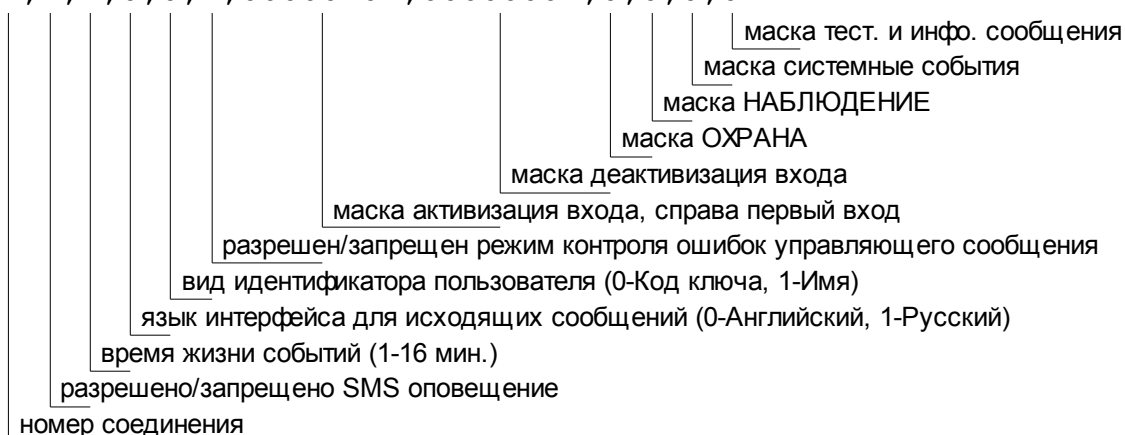 маска тест. и инфо. сообщения
маска системные события
маска НАБЛЮДЕНИЕ
маска ОХРАНА
маска деактивизация входа
маска активизация входа, справа первый вход
разрешен/запрещен режим контроля ошибок управляющего сообщения
вид идентификатора пользователя (0-Код ключа, 1-Имя)
язык интерфейса для исходящих сообщений (0-Английский, 1-Русский)
время жизни событий (1-16 мин.)
разрешено/запрещено SMS оповещение
номер соединения